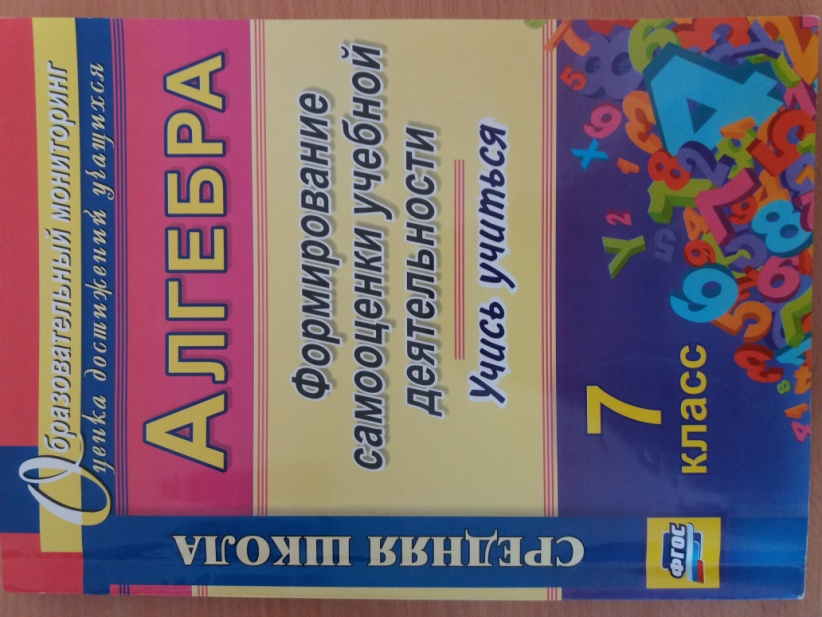 Образовательный мониторинг
Оценка достижений учащихся
АЛГЕБРА
Формирование
самооценки учебной
деятельности
Учись учиться
7
класс
СРЕДНЯЯ ШКОЛА
ФГОС